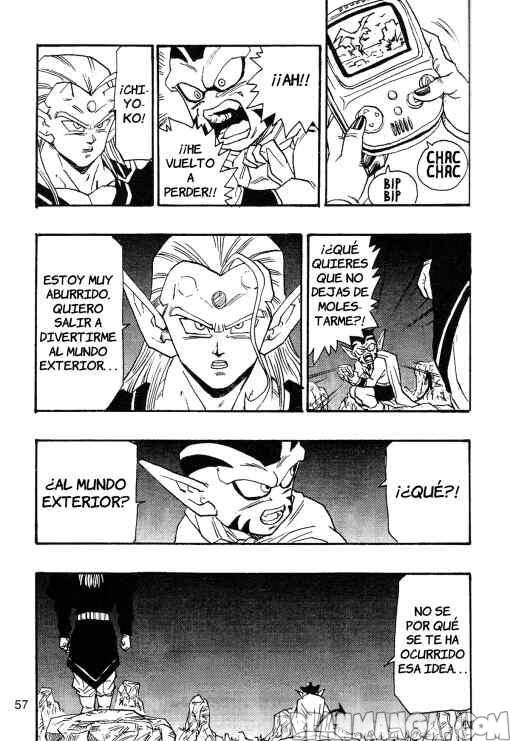 CHAC
CHAC
BIP
BIP
¡¡AH!!
¡¡HE
VUELTO
A
PERDER!!
¡CHI-
YO-
KO!
¡¿QUÉ
QUIERES
QUE NO
DEJAS DE
MOLES-
TARME?!
ESTOY MUY
ABURRIDO.
QUIERO
SALIR A
DIVERTIRME
AL MUNDO
EXTERIOR...
¡¿QUÉ?!
¿AL MUNDO
EXTERIOR?
NO SE
POR QUÉ
SE TE HA
OCURRIDO
ESA IDEA...
57